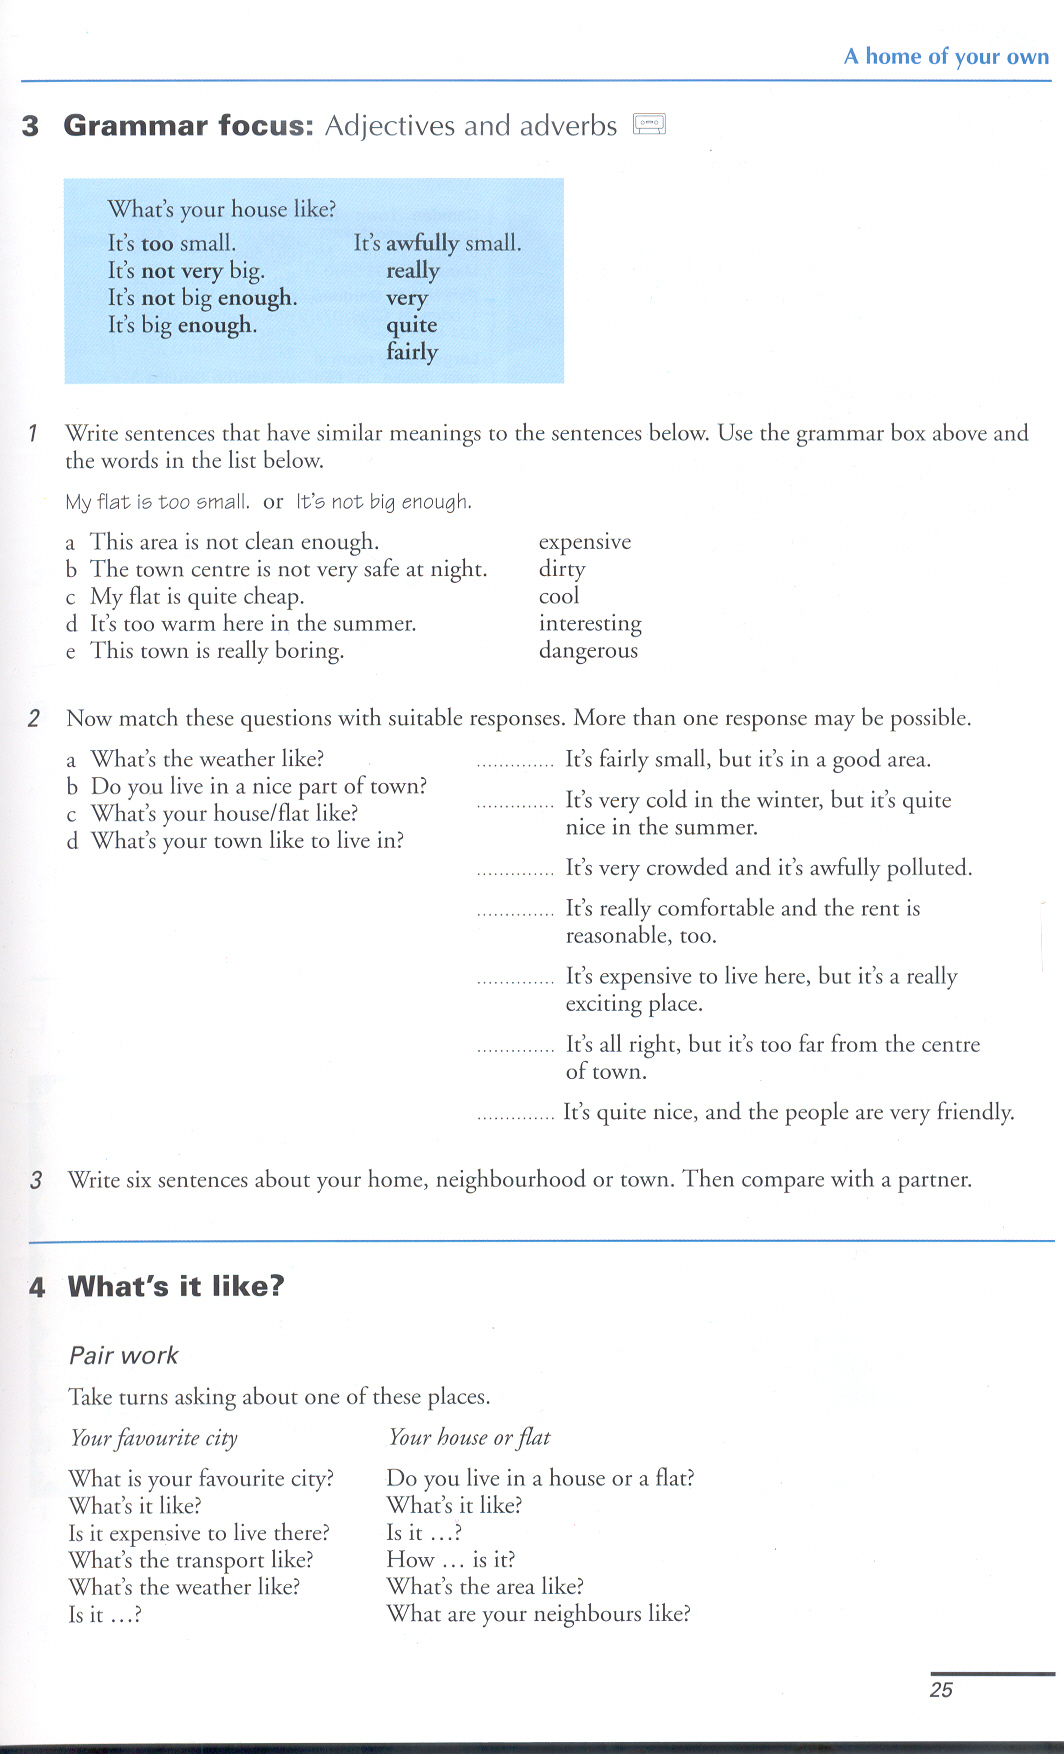 A home of your own
3 Grammar focus: Adjectives and adverbs
What's your house like?
It's too small. It's awfully small.
It's not very big. really
It's not big enough. very
It's big enough. quite
fairly
1 Write sentences that have similar meanings to the sentences below. Use the grammar box above and
the words in the list below.
My flat is too small. or It's not big enough.
a This area is not clean enough. expensive
b The town centre is not very safe at night. dirty
c My flat is quite cheap. cool
d It's too warm here in the summer. interesting
e This town is really boring. dangerous
2 Now match these questions with suitable responses. More than one response may be possible.
a What's the weather like?
b Do you live in a nice part of town?
c What's your house/flat like?
d What's your town like to live in?
.............. It's fairly small, but it's in a good area.
.............. It's very cold in the winter, but it's quite
nice in the summer.
.............. It's very crowded and it's awfully polluted.
.............. It's really comfortable and the rent is
reasonable, too.
.............. It's expensive to live here, but it's a really
exciting place.
.............. It's all right, but it's too far from the centre
of town.
.............. It's quite nice, and the people are very friendly.
3 Write six sentences about your home, neighbourhood or town. Then compare with a partner.
4 What's it like?
Pair work
Take turns asking about one of these places.
Your favourite city
What is your favourite city?
What's it like?
Is it expensive to live there?
What's the transport like?
What's the weather like?
Is it ...?
Your house or flat
Do you live in a house or a flat?
What's it like?
Is it ...?
How ... is it?
What's the area like?
What are your neighbours like?
25